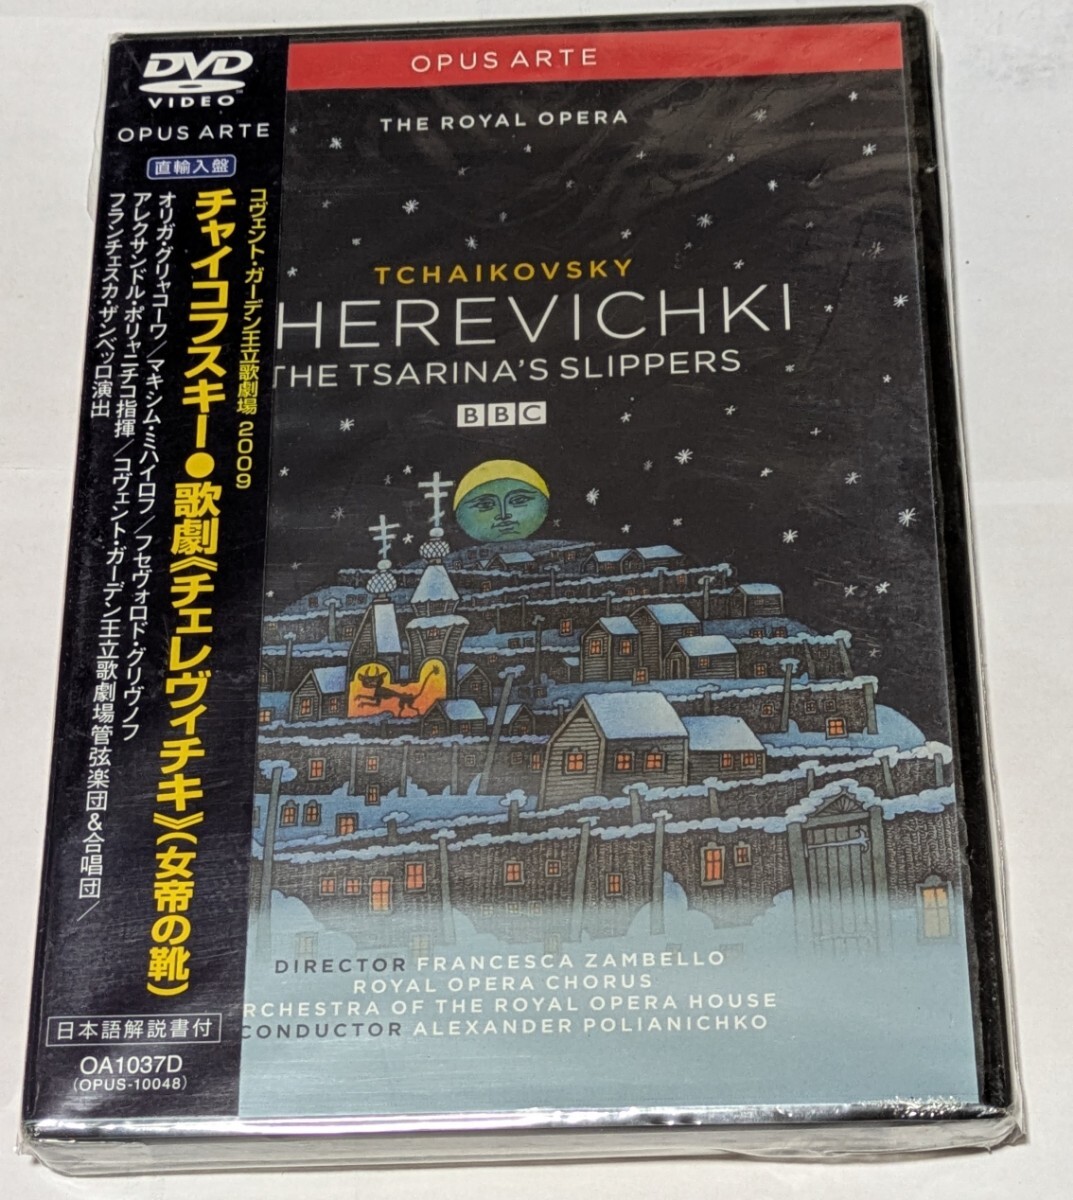 DVD
VIDEO
OPUS ARTE
直輸入盤
コヴェント・ガーデン王立歌劇場 2009
チャイコフスキー●歌劇《チェレヴィチキ》(女帝の靴)
オリガ・グリャコーワ／マキシム・ミハイロフ／フセヴォロド・グリヴノフ
アレクサンドル・ポリャニチコ指揮／コヴェント・ガーデン王立歌劇場管弦楽団&合唱団／
フランチェスカ・ザンベッロ演出
日本語解説書付
OA1037D
(OPUS-10048)
OPUS ARTE
THE ROYAL OPERA
TCHAIKOVSKY
HEREVICHKI
THE TSARINA'S SLIPPERS
BBC
DIRECTOR FRANCESCA ZAMBELLO
ROYAL OPERA CHORUS
RCHESTRA OF THE ROYAL OPERA HOUSE
CONDUCTOR ALEXANDER POLIANICHKO